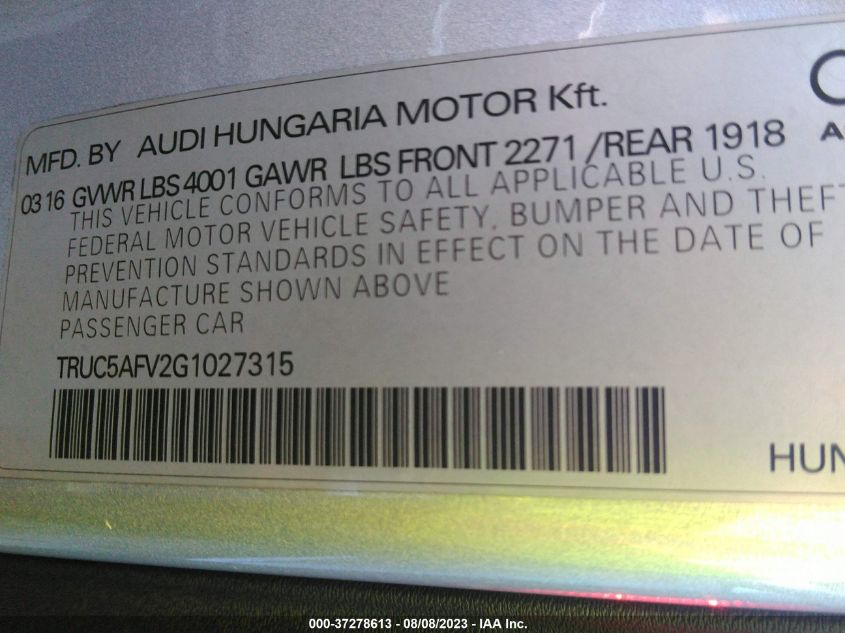 MFD. BY AUDI HUNGARIA MOTOR Kft.
03 16 GVWR LBS 4001 GAWR LBS FRONT 2271 /REAR 1918
THIS VEHICLE CONFORMS TO ALL APPLICABLE U.S.
FEDERAL MOTOR VEHICLE SAFETY, BUMPER AND THEFT
PREVENTION STANDARDS IN EFFECT ON THE DATE OF
MANUFACTURE SHOWN ABOVE
PASSENGER CAR
TRUC5AFV2G1027315
HUN
000-37278613 - 08/08/2023 - IAA Inc.